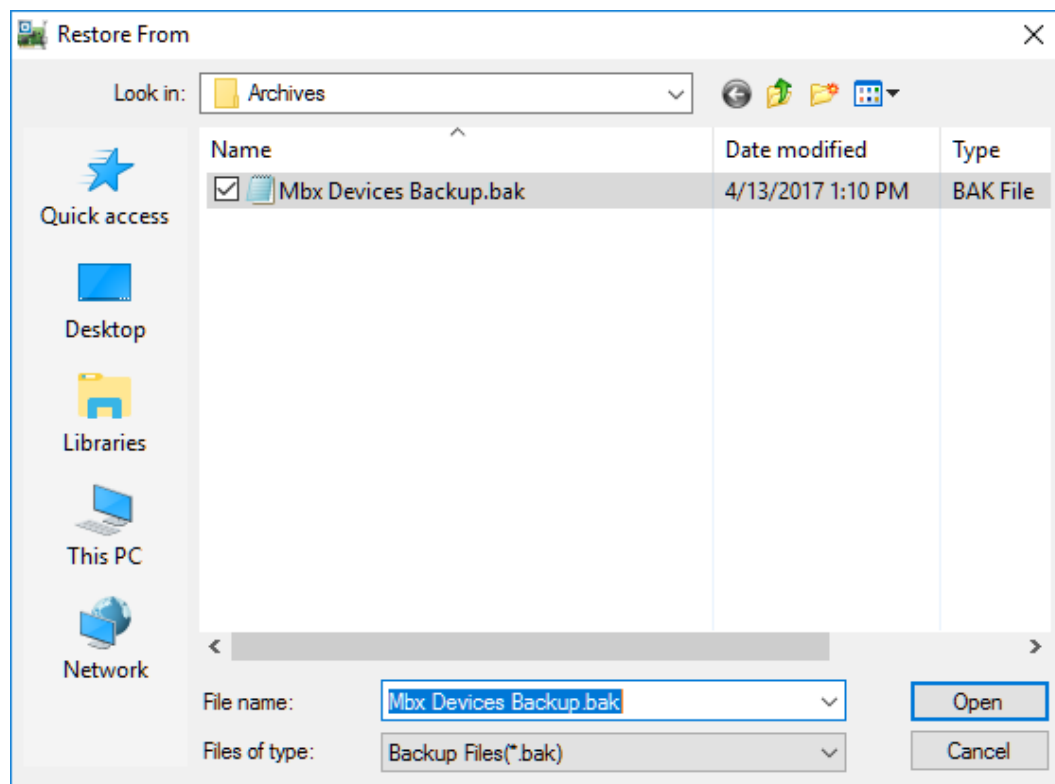 Restore From
Look in: Archives
Name Date modified Type
Mbx Devices Backup.bak 4/13/2017 1:10 PM BAK File
Quick access
Desktop
Libraries
This PC
Network
File name: Mbx Devices Backup.bak Open
Files of type: Backup Files(*.bak) Cancel